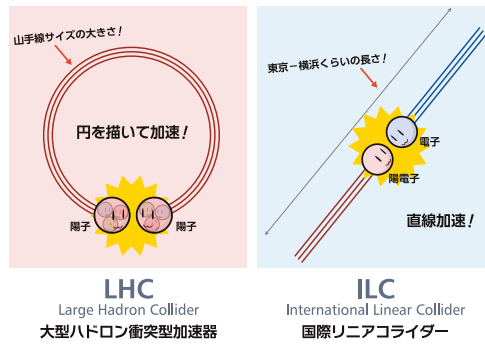 山手線サイズの大きさ!
円を描いて加速!
陽子
陽子
LHC
Large Hadron Collider
大型ハドロン衝突型加速器
東京ー横浜くらいの長さ!
電子
陽電子
直線加速!
ILC
International Linear Collider
国際リニアコライダー